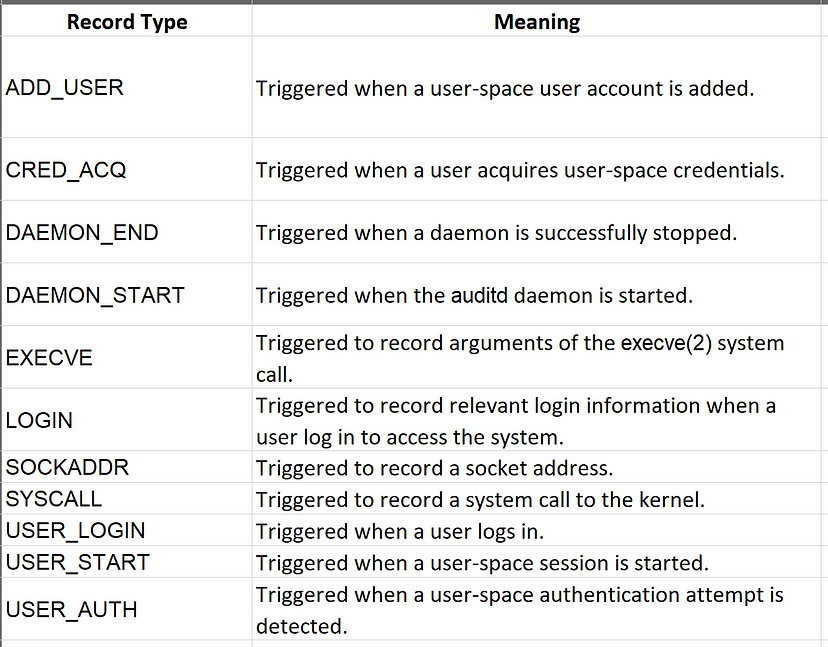 Record Type Meaning
ADD_USER Triggered when a user-space user account is added.
CRED_ACQ Triggered when a user acquires user-space credentials.
DAEMON_END Triggered when a daemon is successfully stopped.
DAEMON_START Triggered when the auditd daemon is started.
EXECVE Triggered to record arguments of the execve(2) system
call.
LOGIN Triggered to record relevant login information when a
user log in to access the system.
SOCKADDR Triggered to record a socket address.
SYSCALL Triggered to record a system call to the kernel.
USER_LOGIN Triggered when a user logs in.
USER_START Triggered when a user-space session is started.
USER_AUTH Triggered when a user-space authentication attempt is
detected.